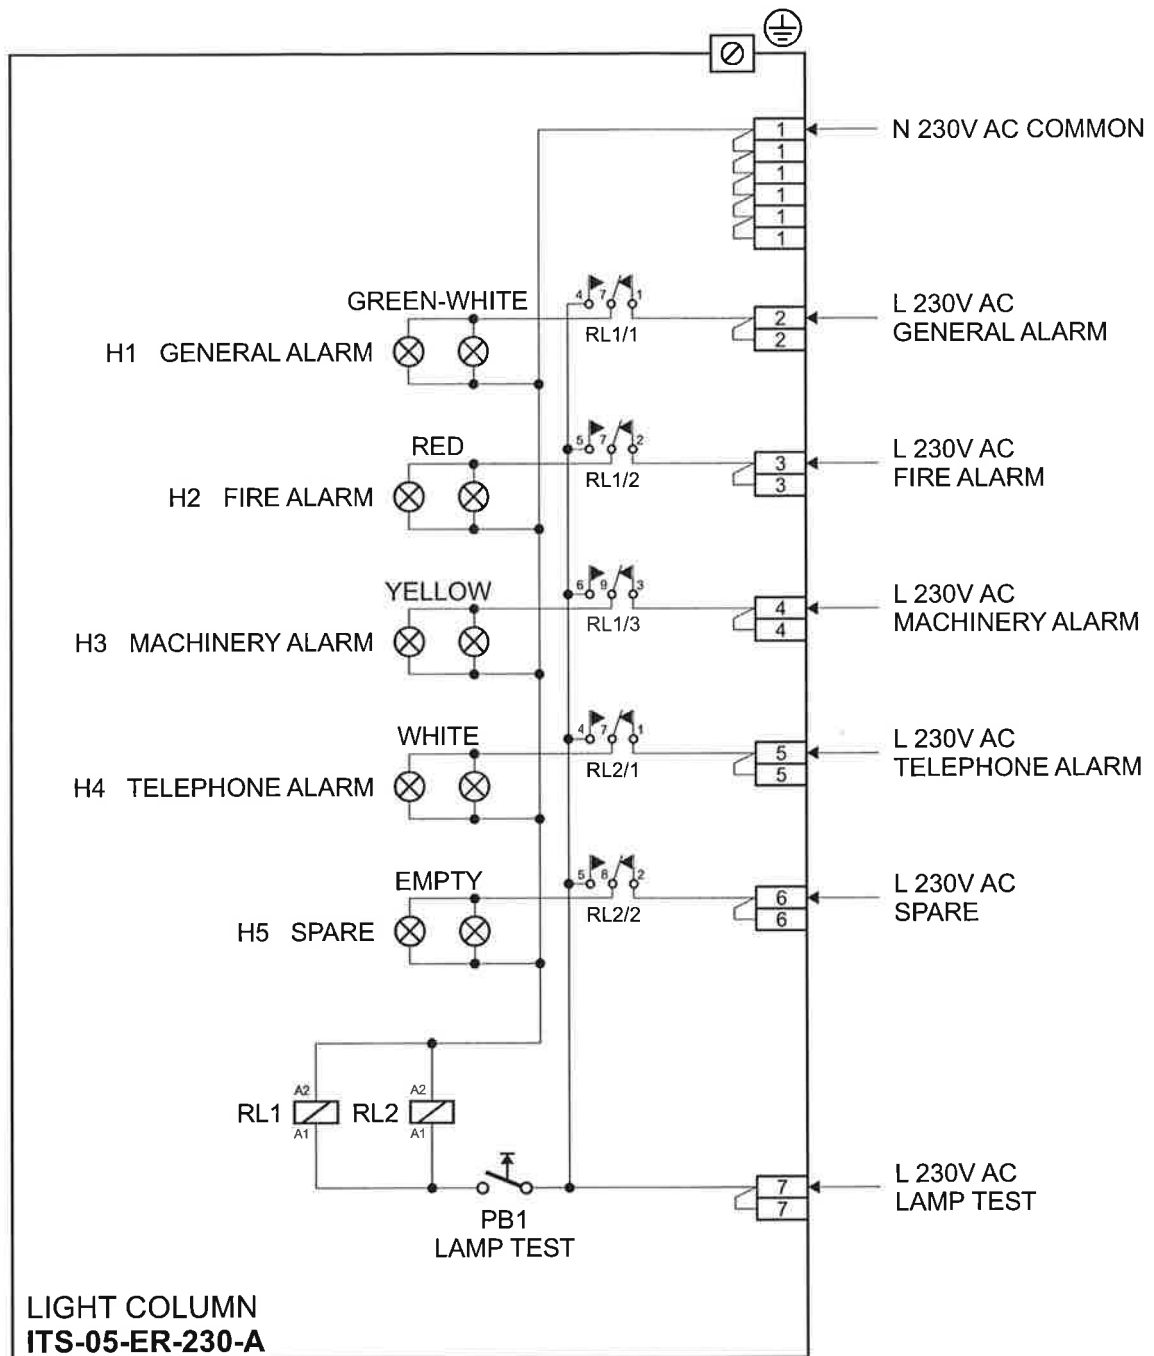 1
N 230V AC COMMON
1
1
1
1
1
GREEN-WHITE
4 7 1
RL1/1
2
2
L 230V AC
GENERAL ALARM
H1 GENERAL ALARM
RED
5 7 2
RL1/2
3
3
L 230V AC
FIRE ALARM
H2 FIRE ALARM
YELLOW
6 9 3
RL1/3
4
4
L 230V AC
MACHINERY ALARM
H3 MACHINERY ALARM
WHITE
4 7 1
RL2/1
5
5
L 230V AC
TELEPHONE ALARM
H4 TELEPHONE ALARM
EMPTY
5 8 2
RL2/2
6
6
L 230V AC
SPARE
H5 SPARE
A2
A2
RL1
RL2
A1
A1
7
7
L 230V AC
LAMP TEST
PB1
LAMP TEST
LIGHT COLUMN
ITS-05-ER-230-A